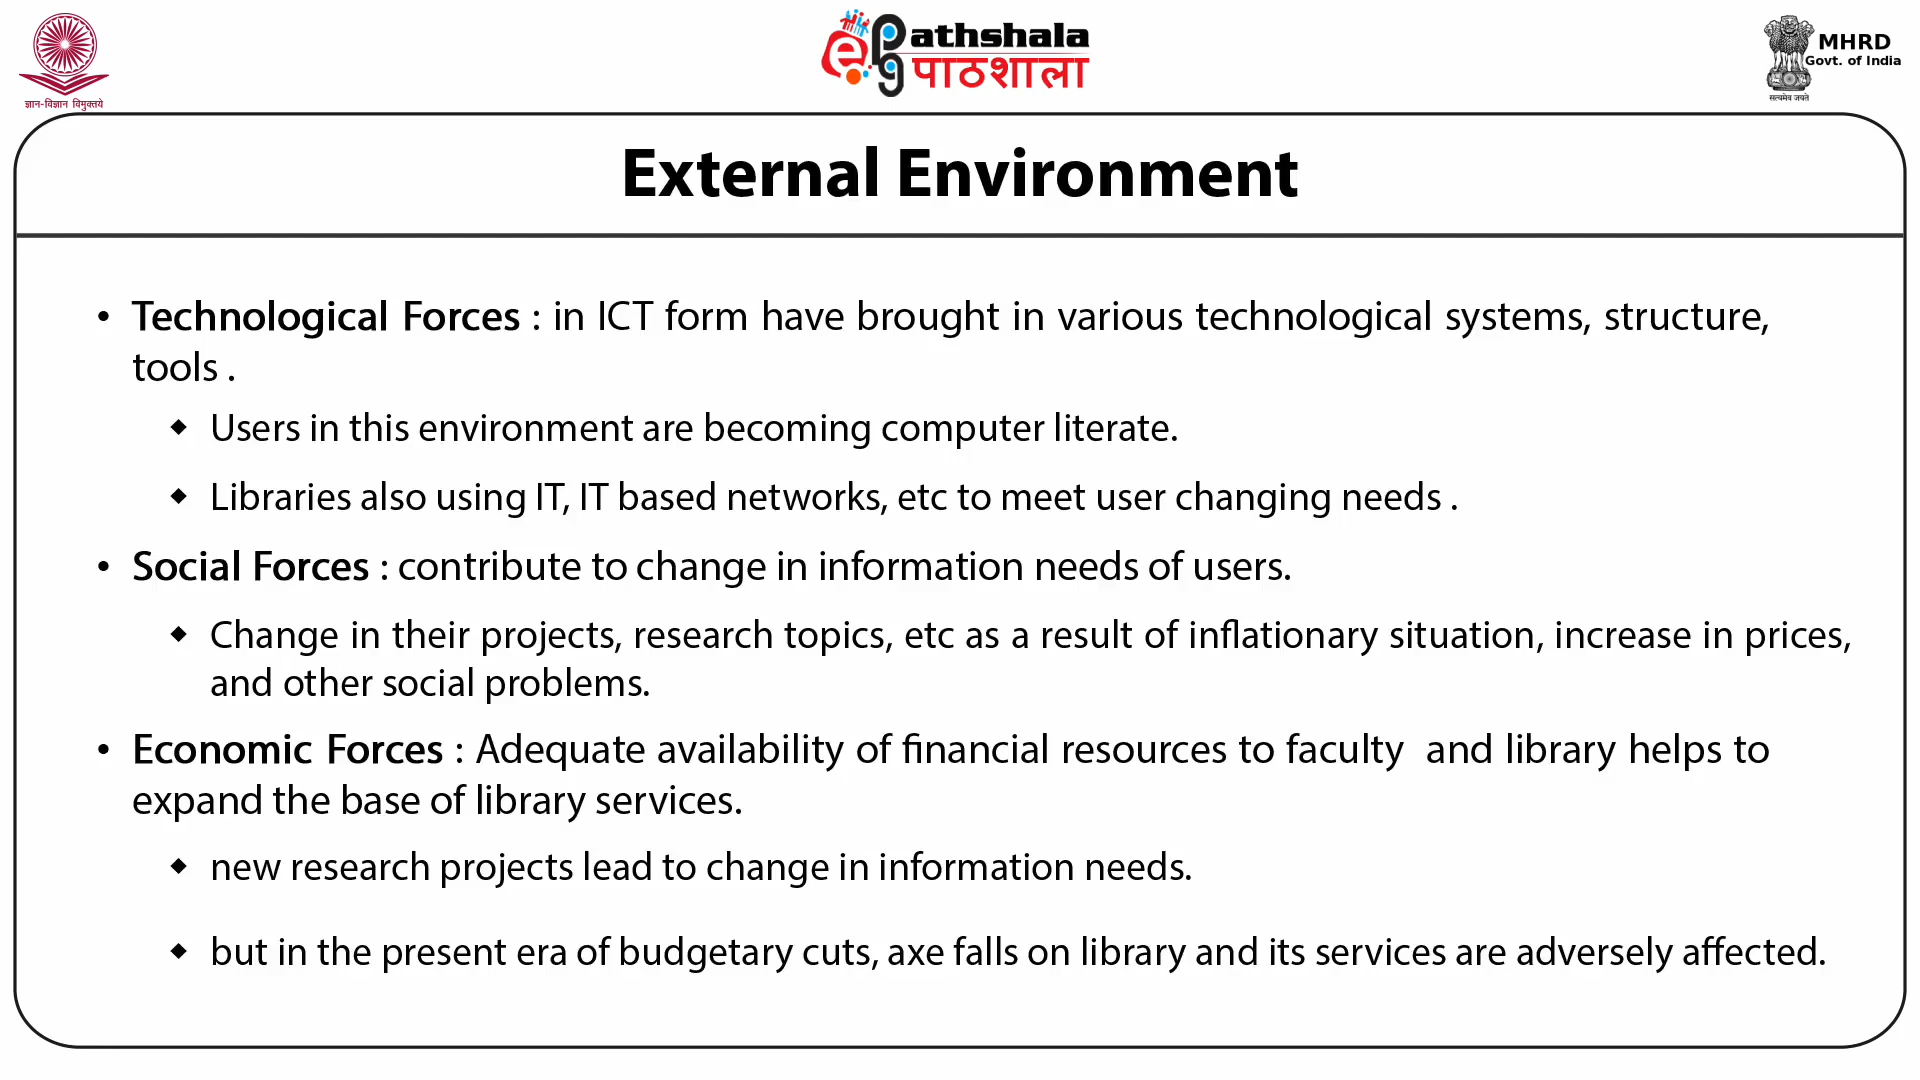 ज्ञान-विज्ञान विमुक्तये
ePathshala
पाठशाला
MHRD
Govt. of India
सत्यमेव जयते
External Environment
• Technological Forces : in ICT form have brought in various technological systems, structure,
tools .
◆ Users in this environment are becoming computer literate.
◆ Libraries also using IT, IT based networks, etc to meet user changing needs .
• Social Forces : contribute to change in information needs of users.
◆ Change in their projects, research topics, etc as a result of inflationary situation, increase in prices,
and other social problems.
• Economic Forces : Adequate availability of financial resources to faculty and library helps to
expand the base of library services.
◆ new research projects lead to change in information needs.
◆ but in the present era of budgetary cuts, axe falls on library and its services are adversely affected.